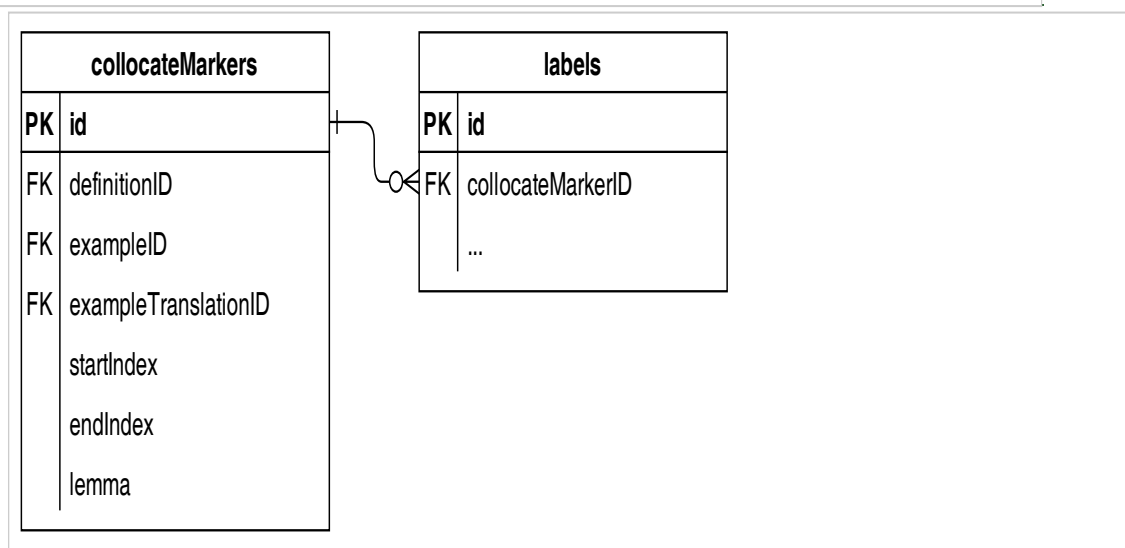 collocateMarkers
PK id
FK definitionID
FK exampleID
FK exampleTranslationID
startIndex
endIndex
lemma
labels
PK id
FK collocateMarkerID
...